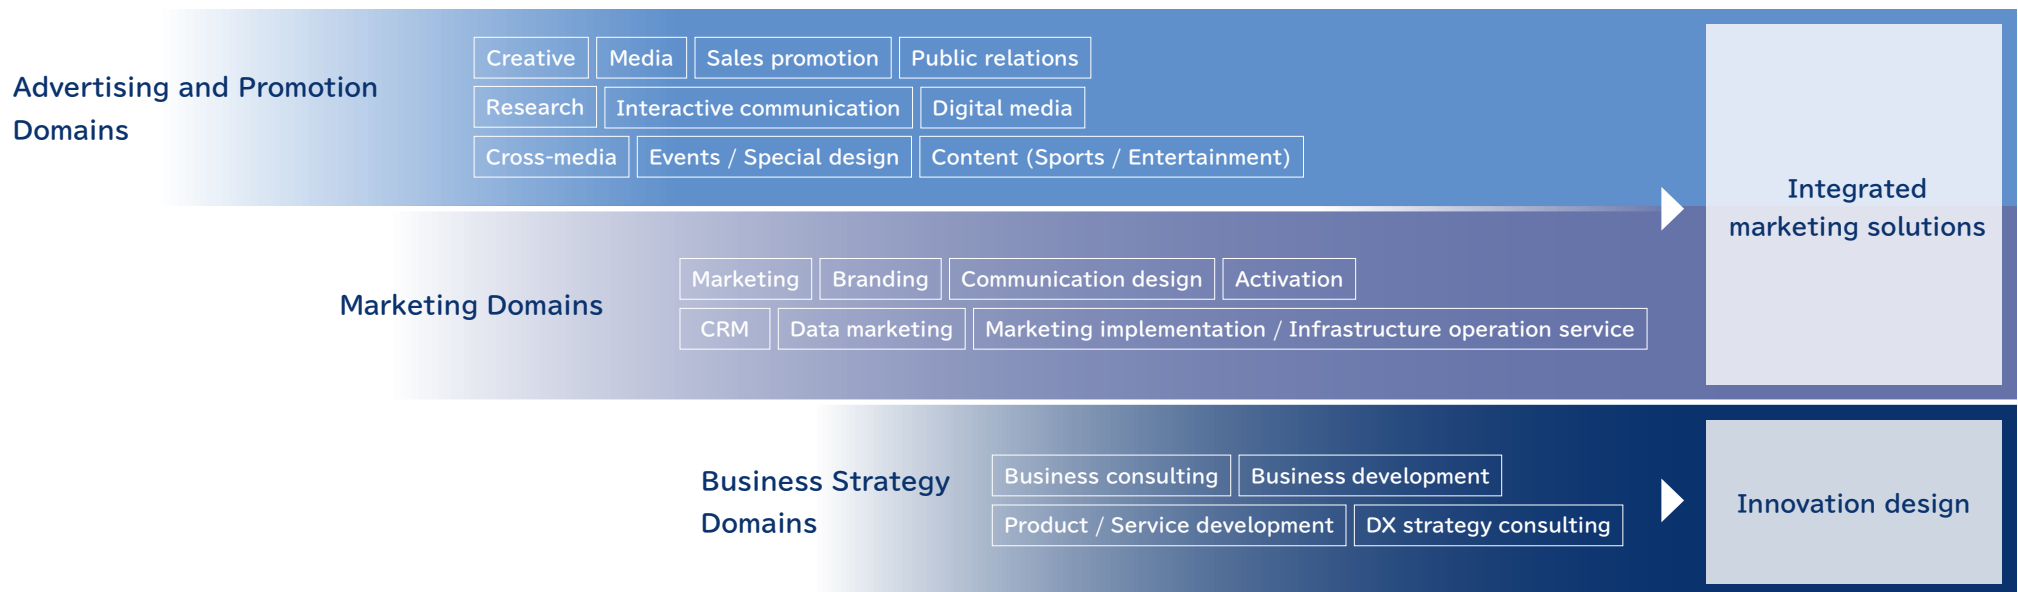 Advertising and Promotion
Domains
Creative
Media
Sales promotion
Public relations
Research
Interactive communication
Digital media
Cross-media
Events / Special design
Content (Sports / Entertainment)
Marketing Domains
Marketing
Branding
Communication design
Activation
CRM
Data marketing
Marketing implementation / Infrastructure operation service
Integrated
marketing solutions
Business Strategy
Domains
Business consulting
Business development
Product / Service development
DX strategy consulting
Innovation design